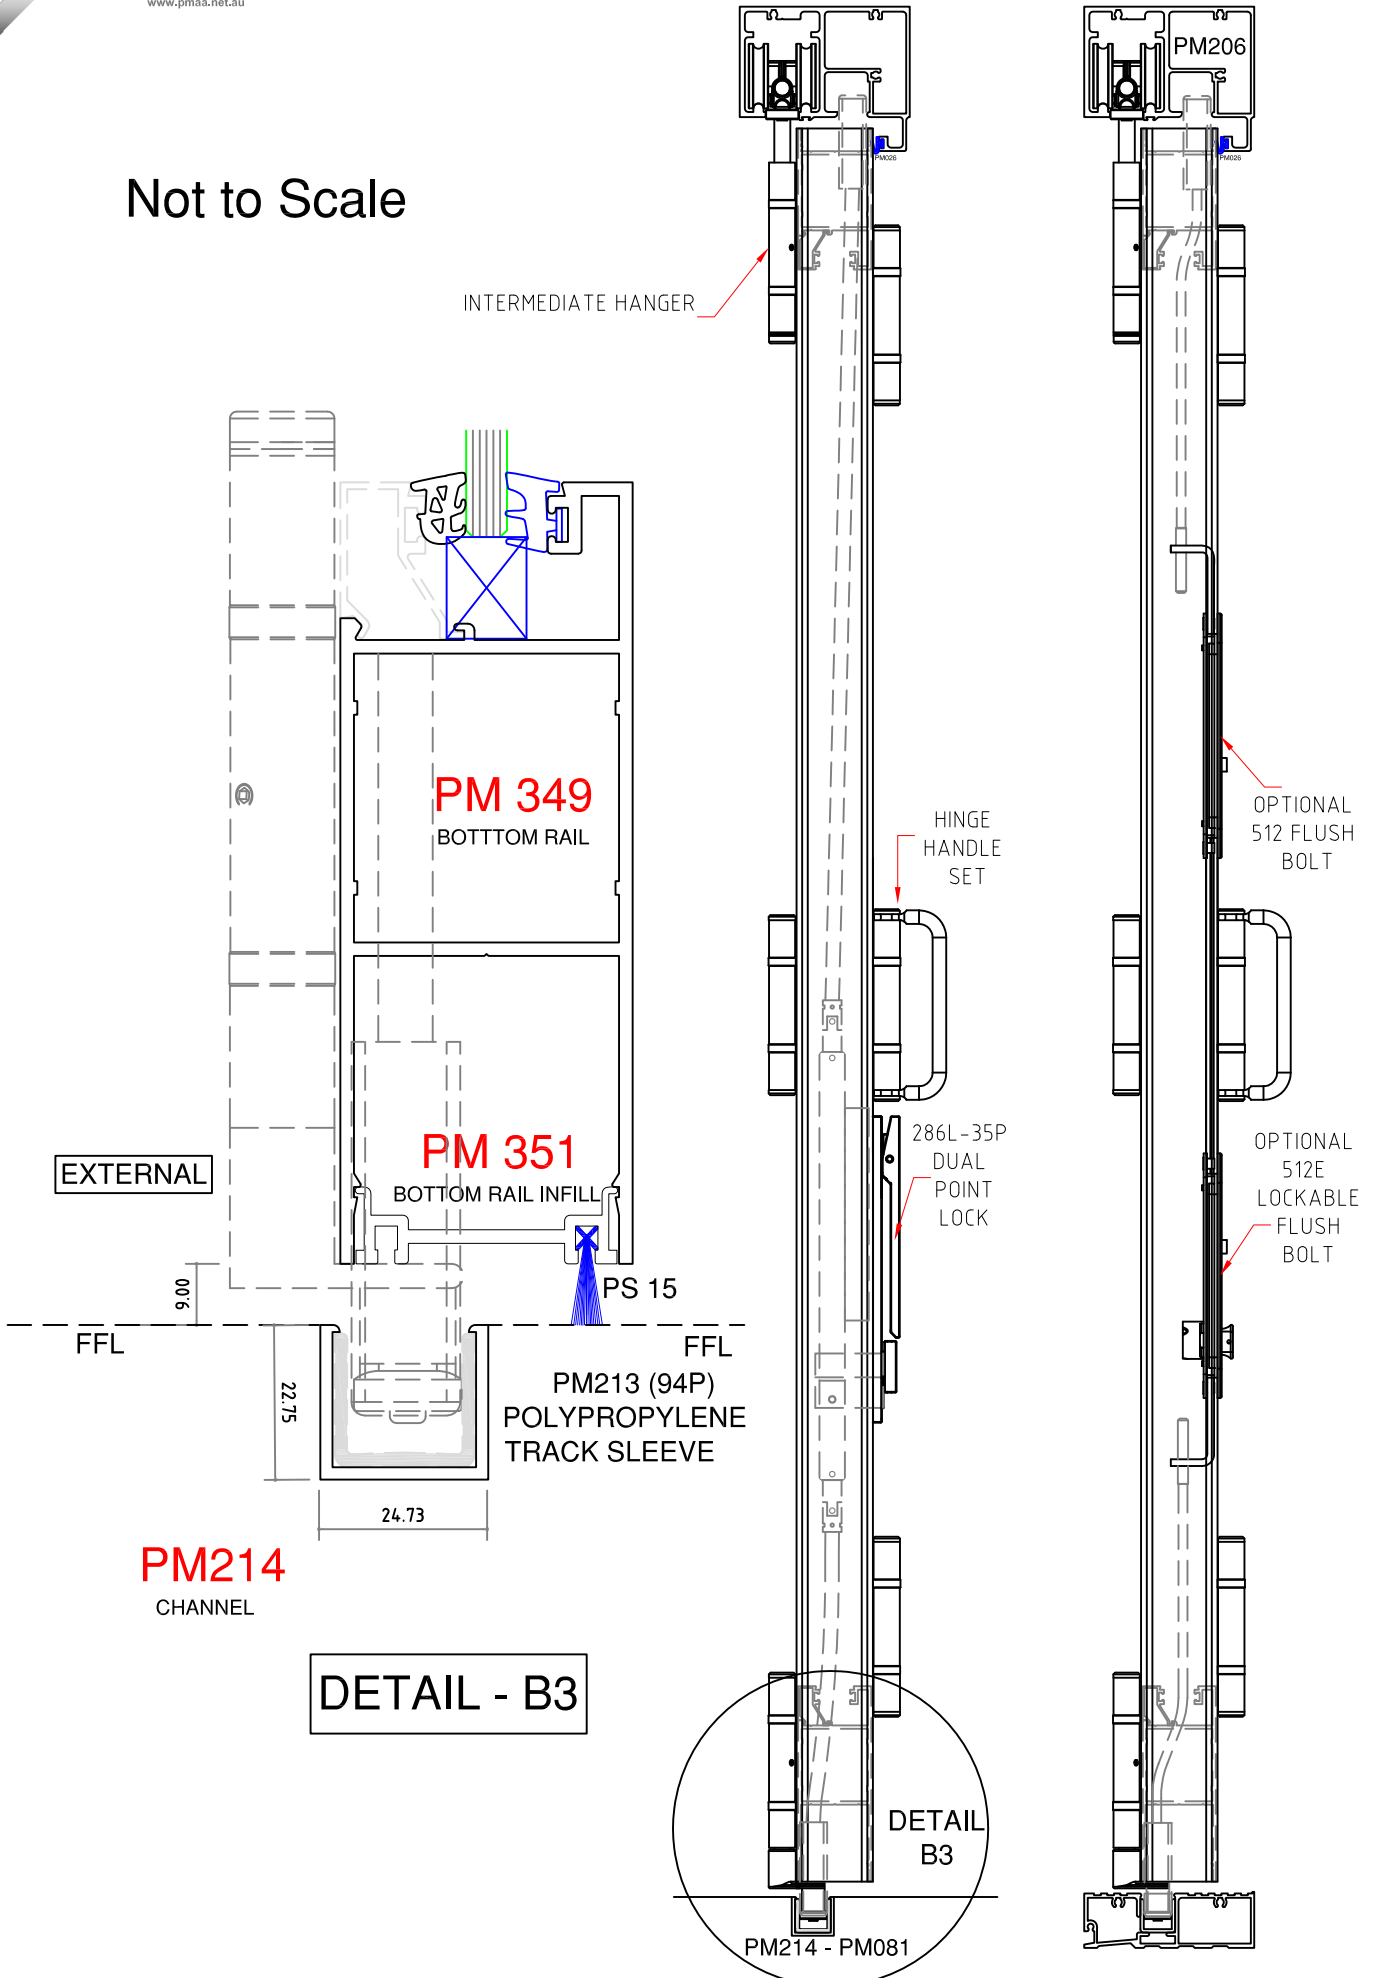 www.pmaa.net.au
PM206
PM026
PM026
Not to Scale
INTERMEDIATE HANGER
PM 349
BOTTTOM RAIL
HINGE
HANDLE
SET
OPTIONAL
512 FLUSH
BOLT
PM 351
BOTTOM RAIL INFILL
EXTERNAL
286L-35P
DUAL
POINT
LOCK
OPTIONAL
512E
LOCKABLE
FLUSH
BOLT
9.00
PS 15
FFL
FFL
22.75
PM213 (94P)
POLYPROPYLENE
TRACK SLEEVE
24.73
PM214
CHANNEL
DETAIL - B3
DETAIL
B3
PM214 - PM081